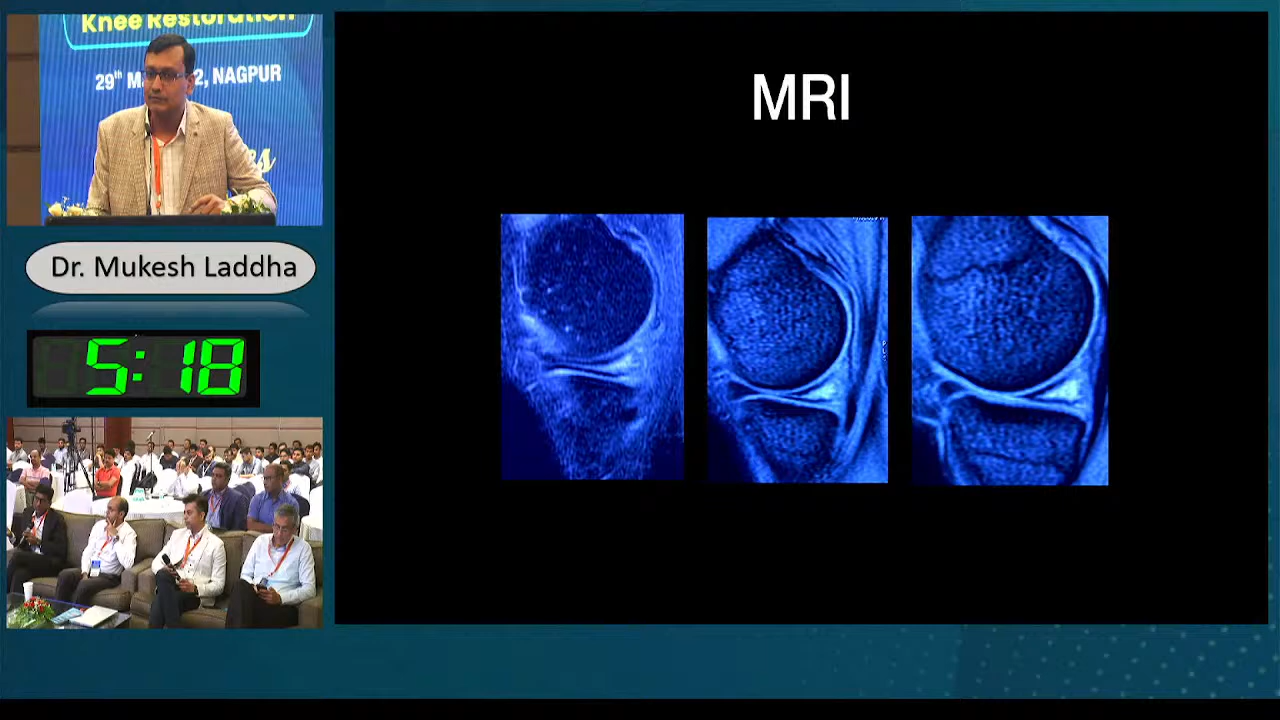 Knee Restoration
29th M 2, NAGPUR
Dr. Mukesh Laddha
5:18
MRI